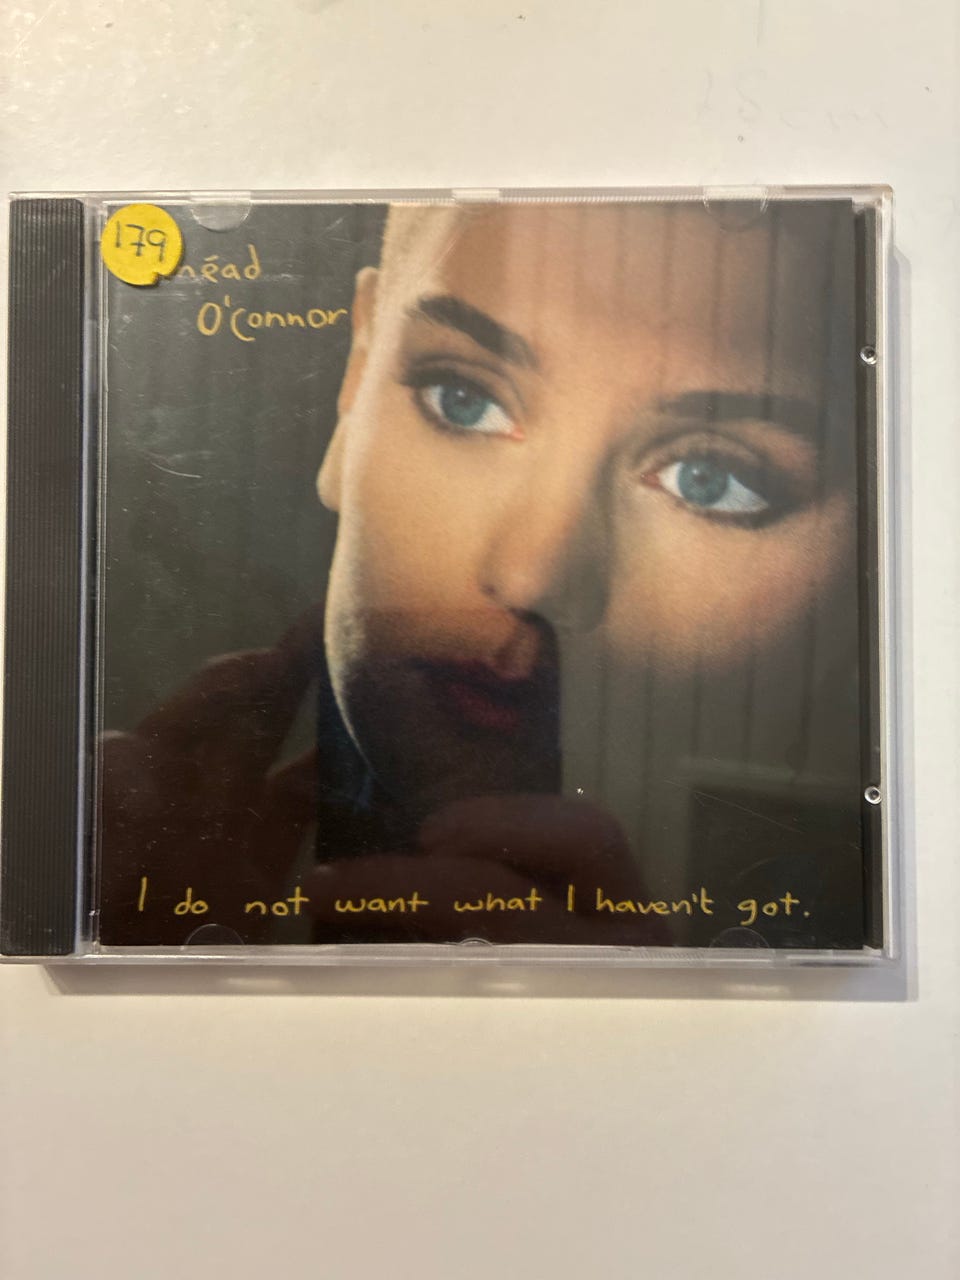 179
néad
O'Connor
I do not want what I haven't got.